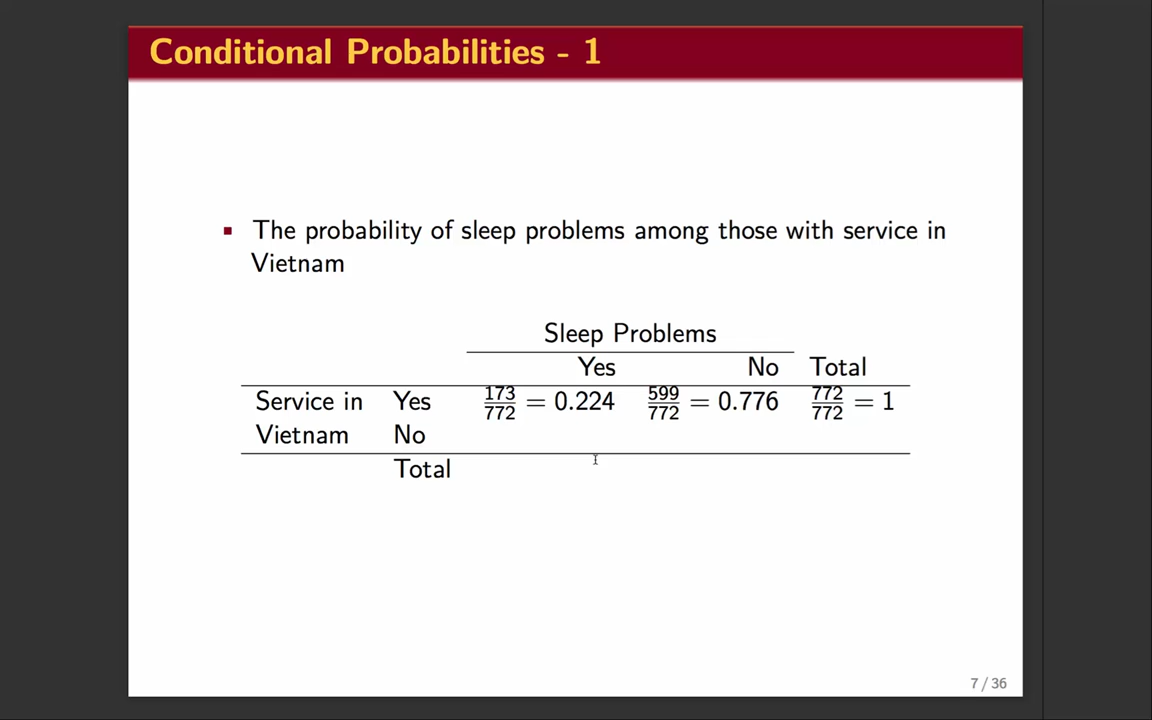 Conditional Probabilities - 1
The probability of sleep problems among those with service in
Vietnam
Sleep Problems
Yes No Total
Service in Yes 173/772 = 0.224 599/772 = 0.776 772/772 = 1
Vietnam No
Total
7 / 36